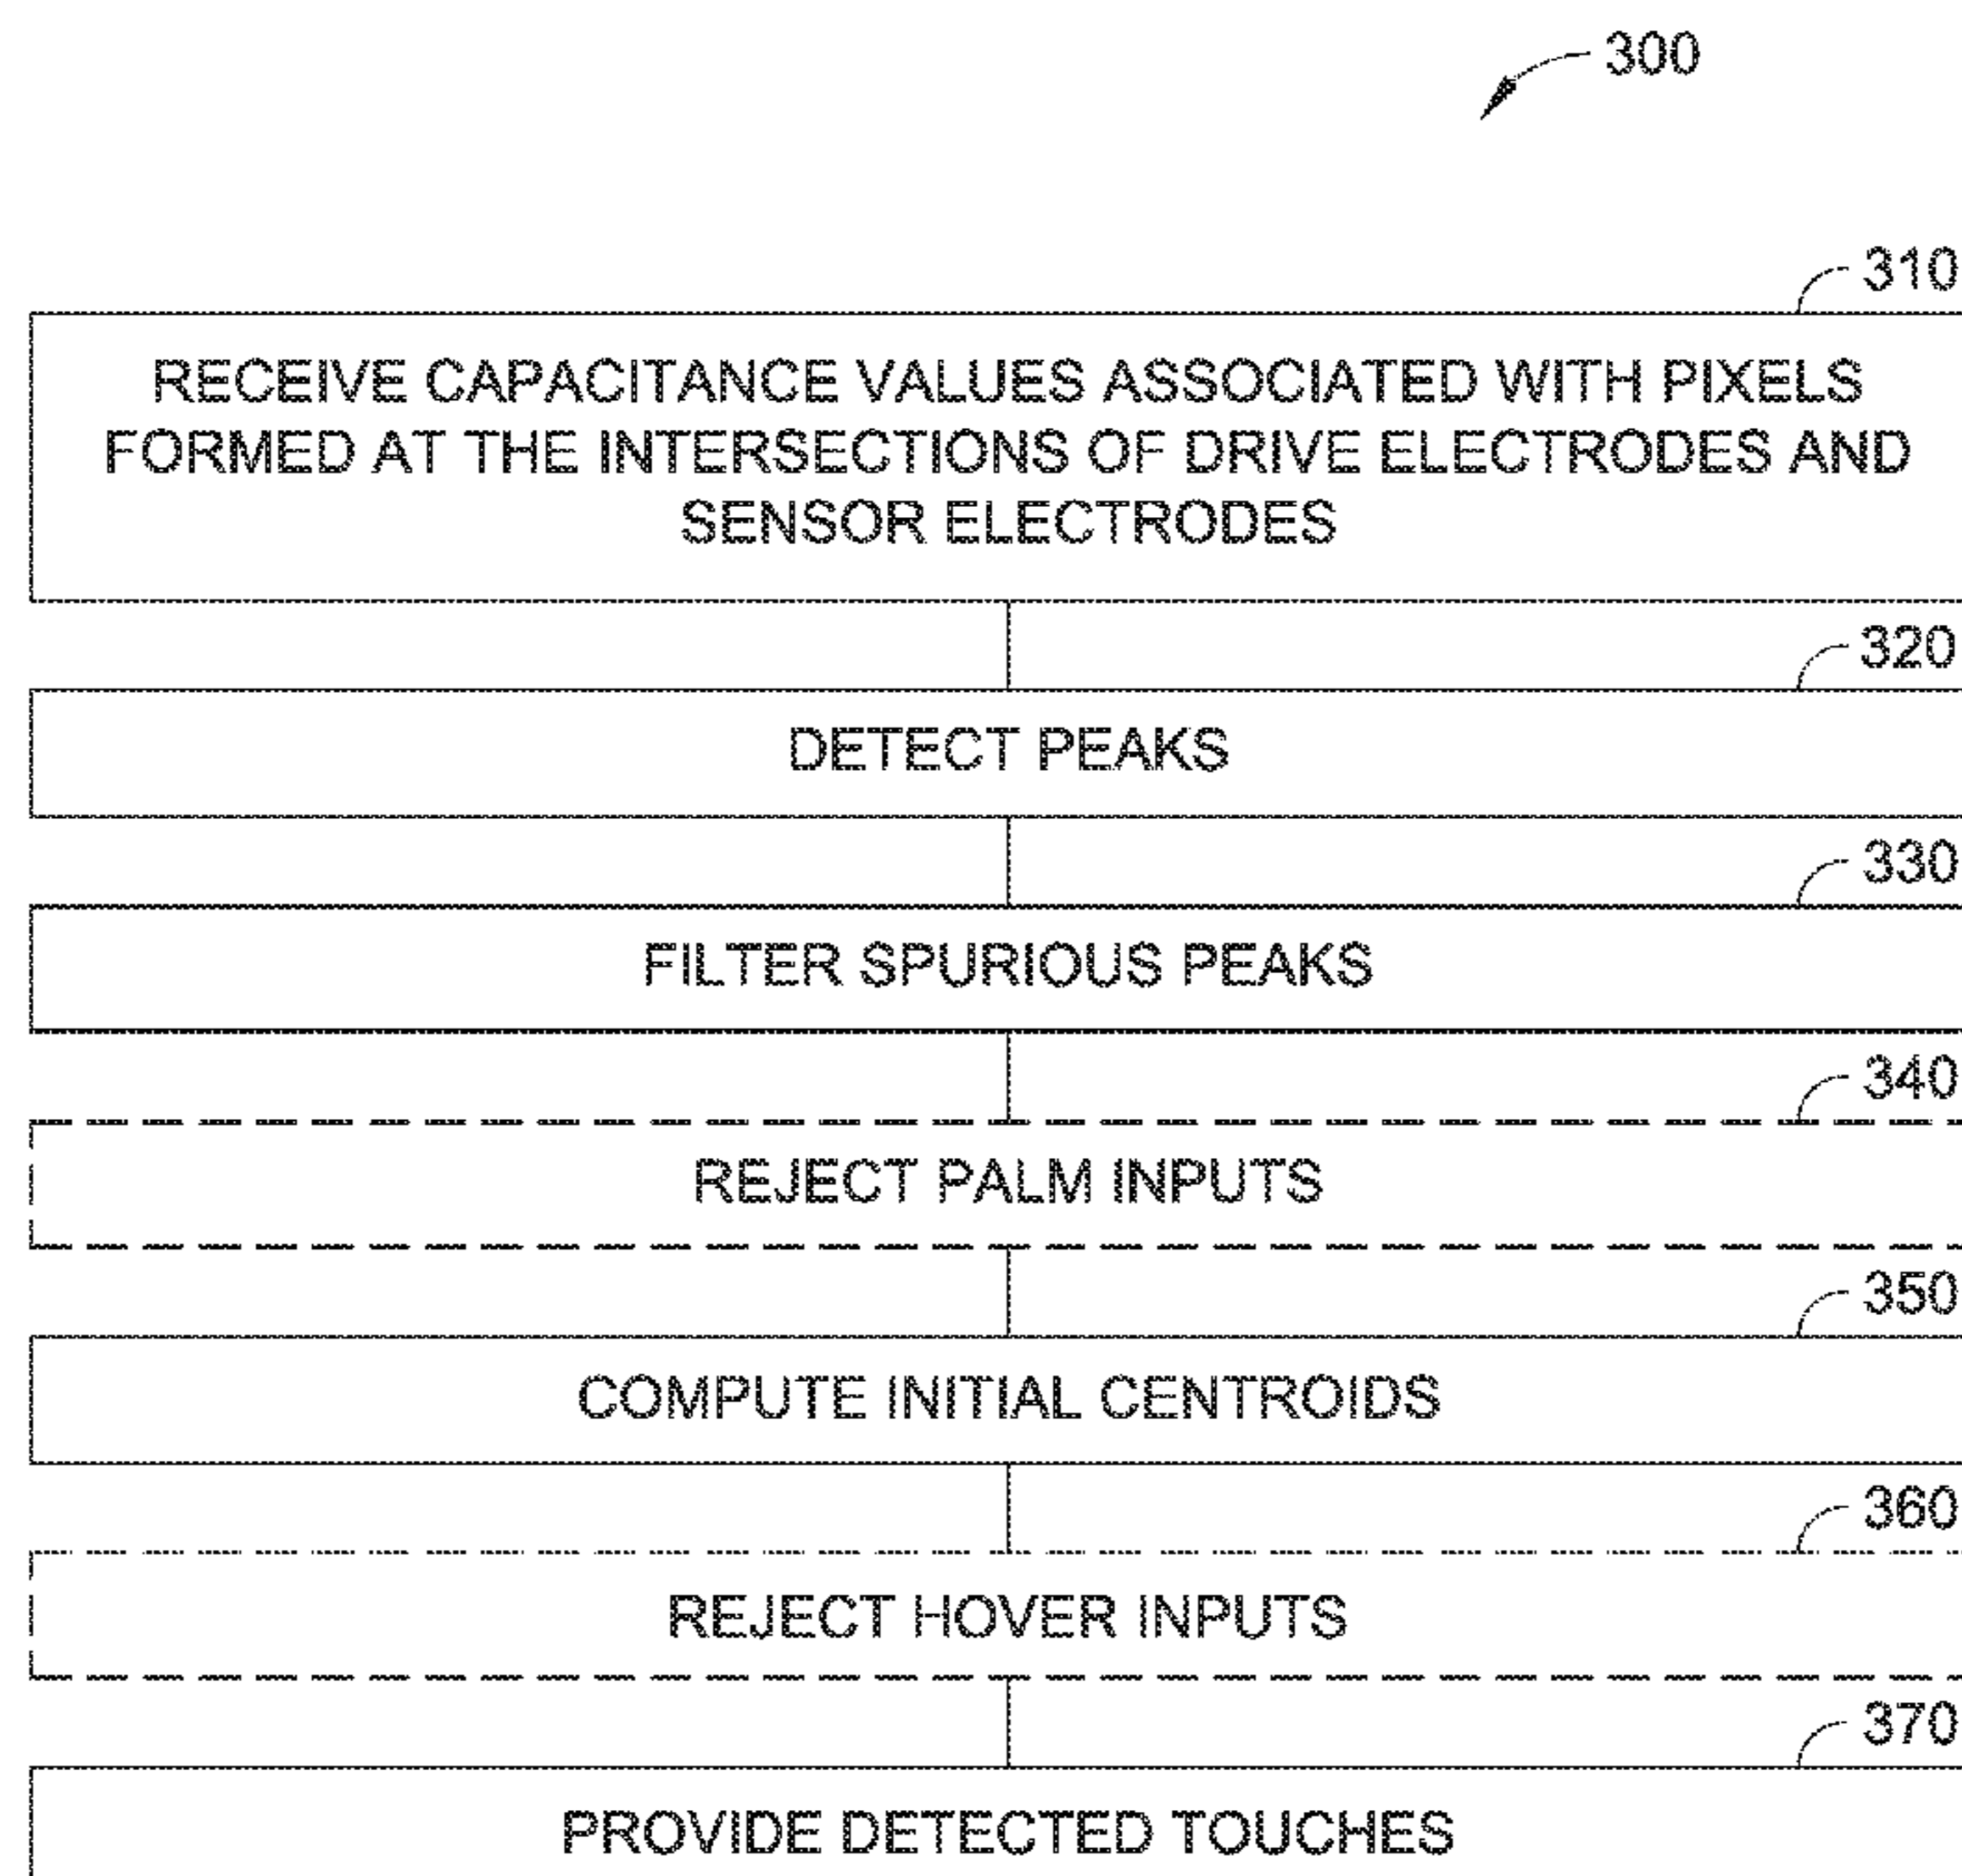 300
310
RECEIVE CAPACITANCE VALUES ASSOCIATED WITH PIXELS
FORMED AT THE INTERSECTIONS OF DRIVE ELECTRODES AND
SENSOR ELECTRODES
320
DETECT PEAKS
330
FILTER SPURIOUS PEAKS
340
REJECT PALM INPUTS
350
COMPUTE INITIAL CENTROIDS
360
REJECT HOVER INPUTS
370
PROVIDE DETECTED TOUCHES